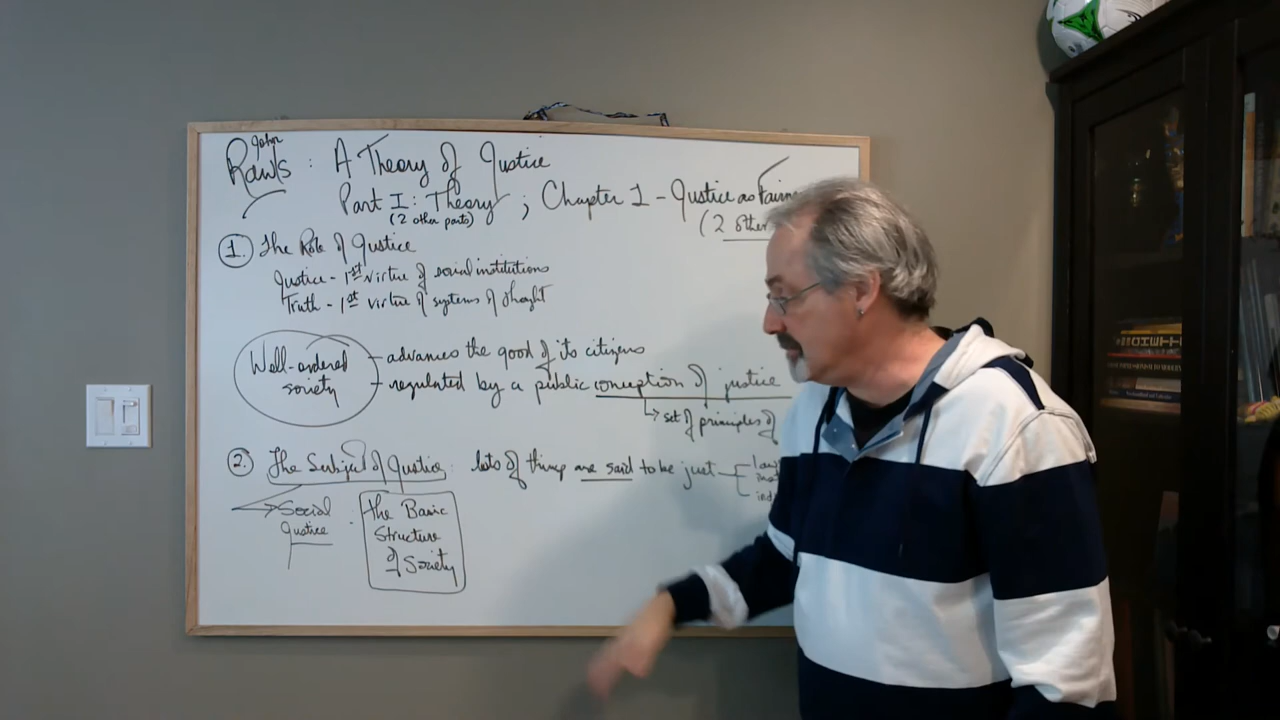 John
Rawls : A Theory of Justice
Part I: Theory ; Chapter 1 - Justice as Fairn
(2 other parts)
(2 other
1. The Role of Justice
Justice - 1st virtue of social institutions
Truth - 1st virtue of systems of thought
Well-ordered society
- advances the good of its citizens
- regulated by a public conception of justice
→ set of principles of
2. The Subject of Justice : lots of things are said to be just
Social
Justice
The Basic
Structure
of Society